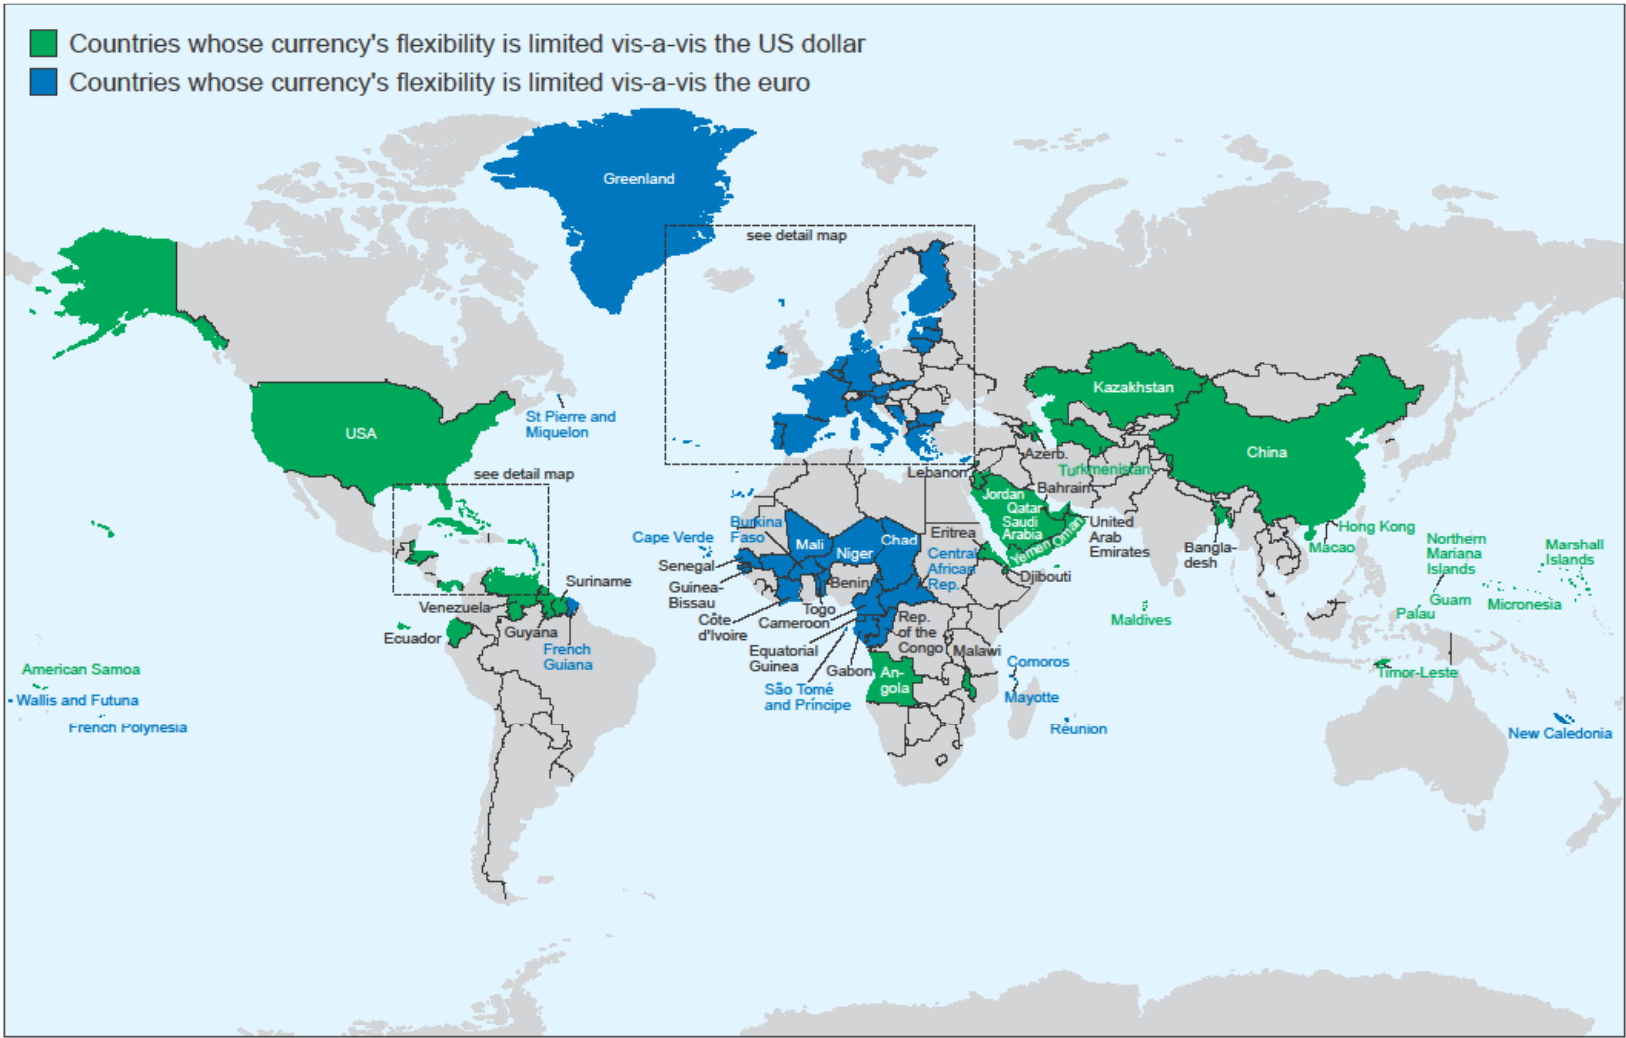 Countries whose currency's flexibility is limited vis-a-vis the US dollar
Countries whose currency's flexibility is limited vis-a-vis the euro
Greenland
see detail map
USA
St Pierre and
Miquelon
see detail map
Kazakhstan
China
Azerb.
Turkmenistan
Lebanon
Bahrain
Jordan
Qatar
Saudi
Arabia
Yemen
Oman
United
Arab
Emirates
Eritrea
Djibouti
Bangla-
desh
Hong Kong
Macao
Northern
Mariana
Islands
Marshall
Islands
Guam
Micronesia
Palau
Maldives
Timor-Leste
New Caledonia
Burkina
Faso
Cape Verde
Mali
Niger
Chad
Central
African
Rep.
Senegal
Guinea-
Bissau
Benin
Togo
Côte
d'Ivoire
Cameroon
Equatorial
Guinea
Gabon
Rep.
of the
Congo
São Tomé
and Príncipe
An-
gola
Malawi
Comoros
Mayotte
Réunion
Suriname
Venezuela
Guyana
Ecuador
French
Guiana
American Samoa
Wallis and Futuna
French Polynesia